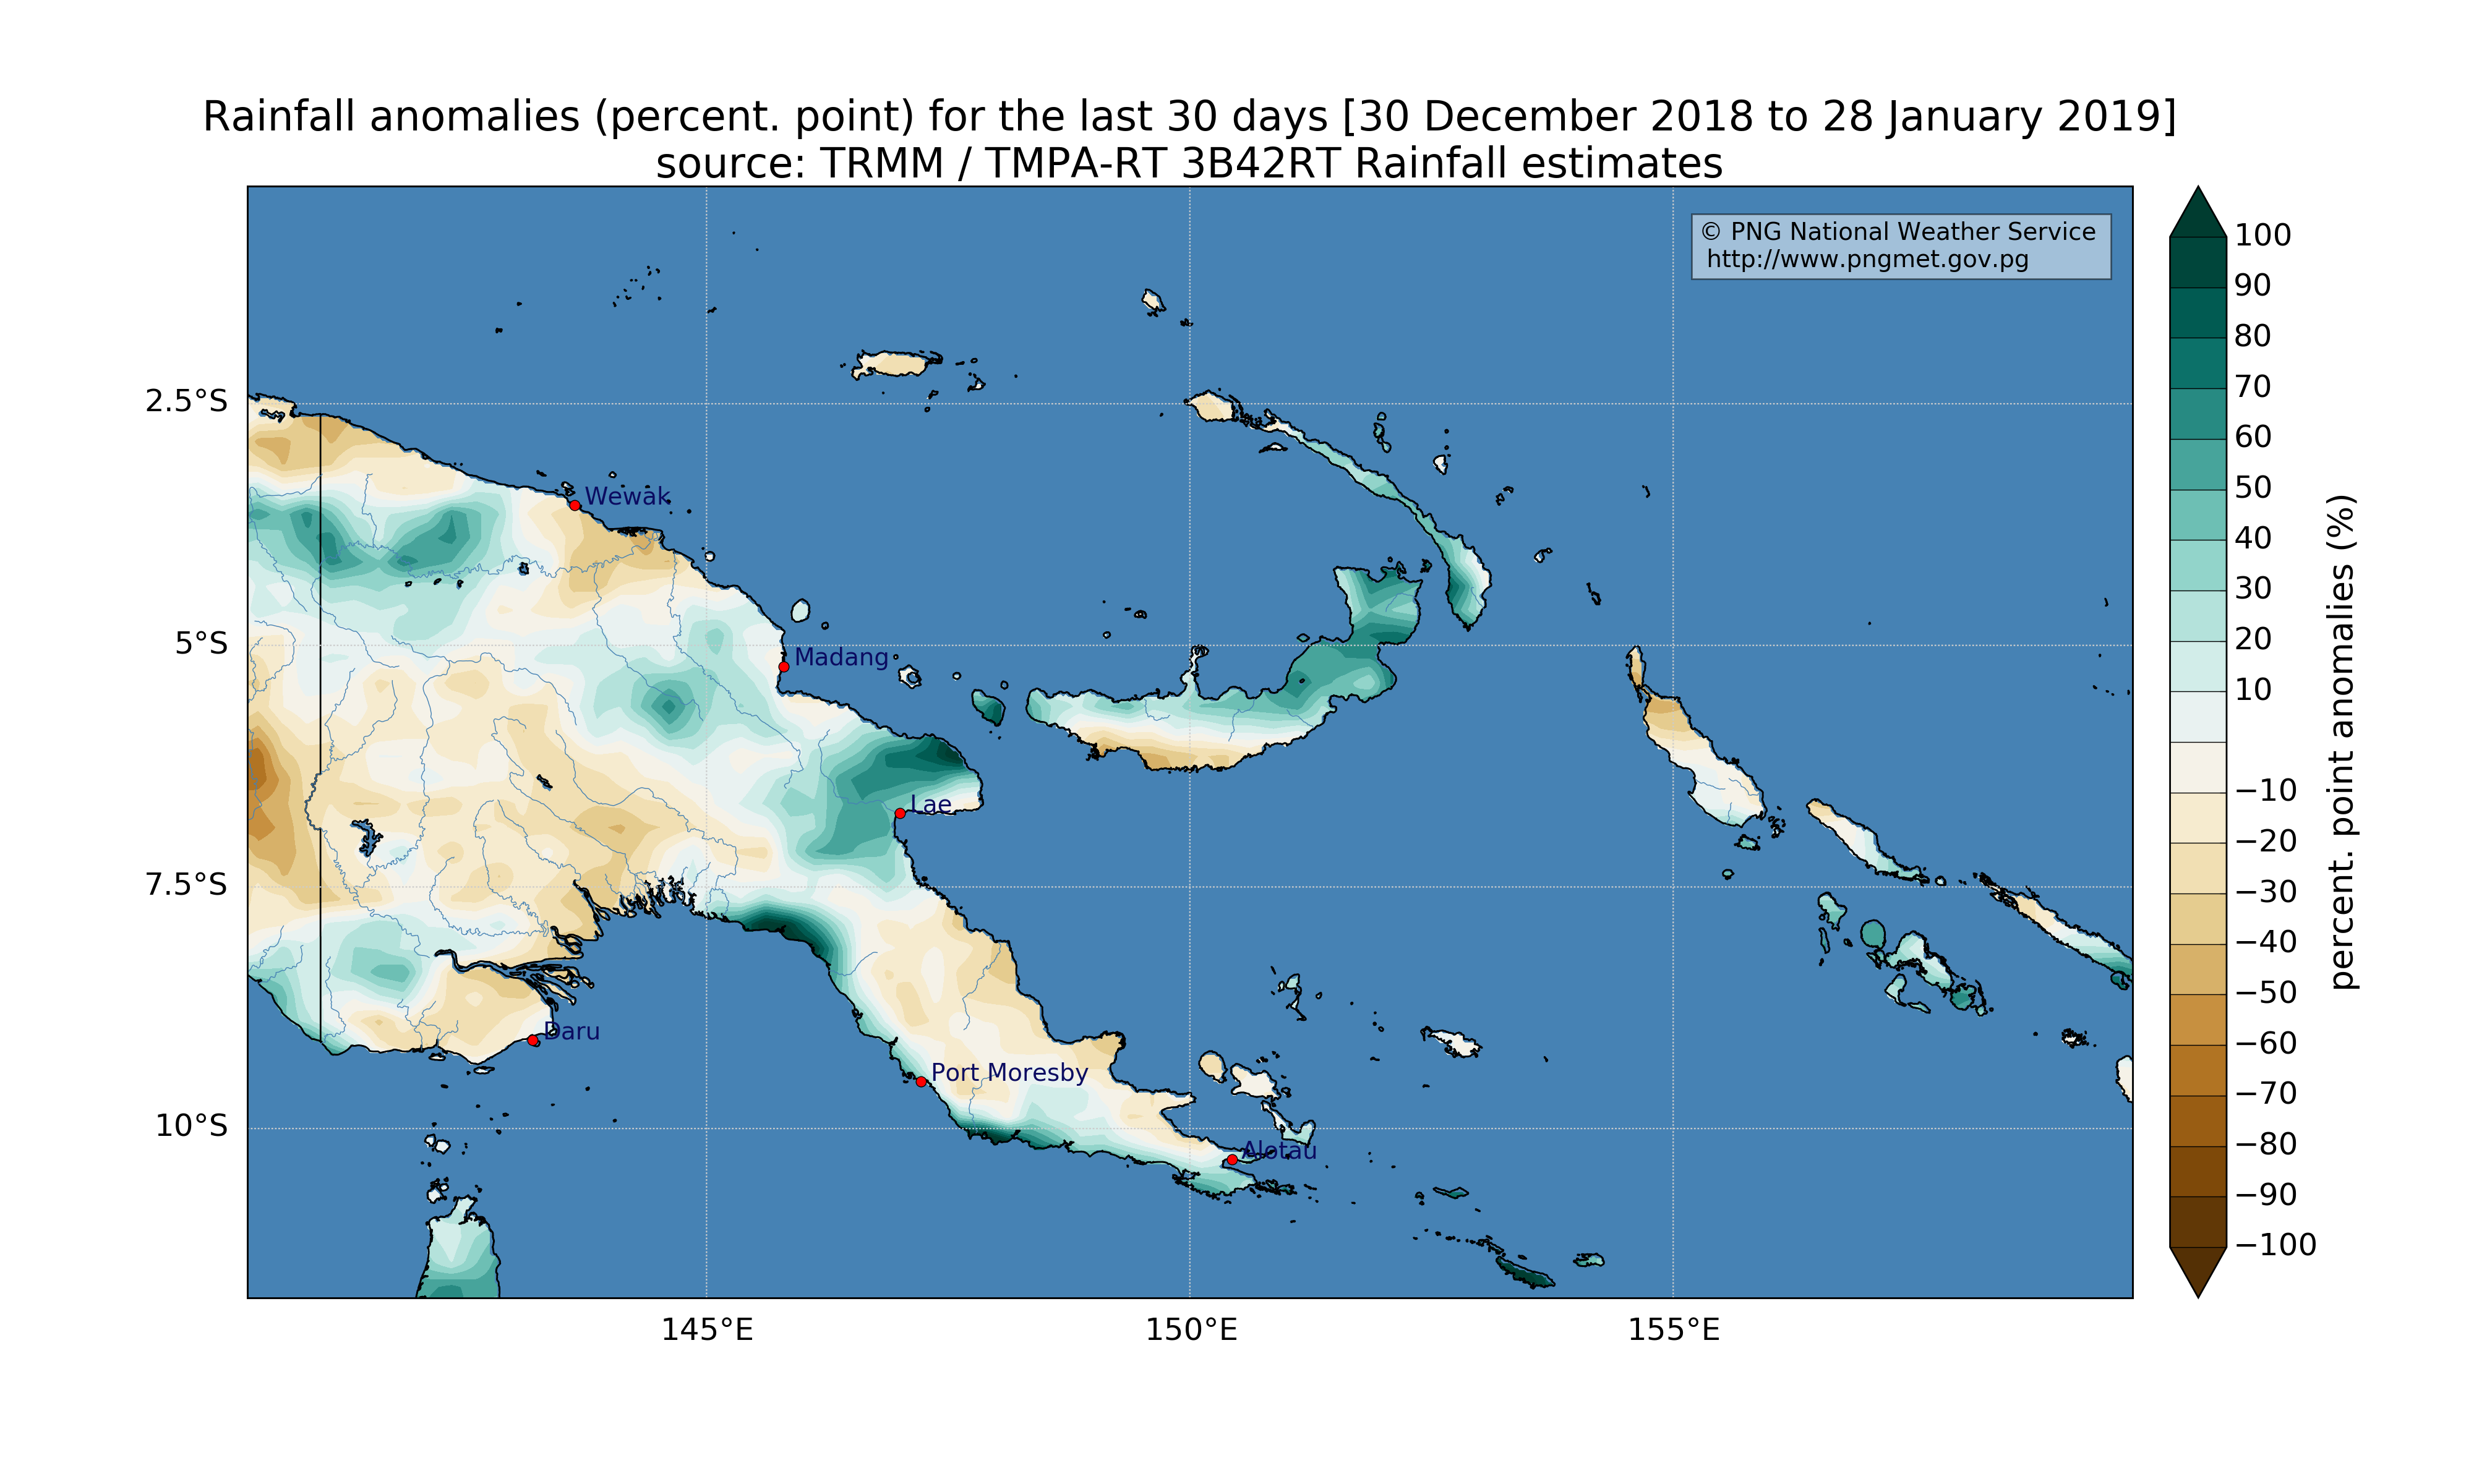 Rainfall anomalies (percent. point) for the last 30 days [30 December 2018 to 28 January 2019]
source: TRMM / TMPA-RT 3B42RT Rainfall estimates
© PNG National Weather Service
http://www.pngmet.gov.pg
2.5°S
5°S
7.5°S
10°S
Wewak
Madang
Lae
Daru
Port Moresby
Alotau
145°E
150°E
155°E
100
90
80
70
60
50
40
30
20
10
−10
−20
−30
−40
−50
−60
−70
−80
−90
−100
percent. point anomalies (%)